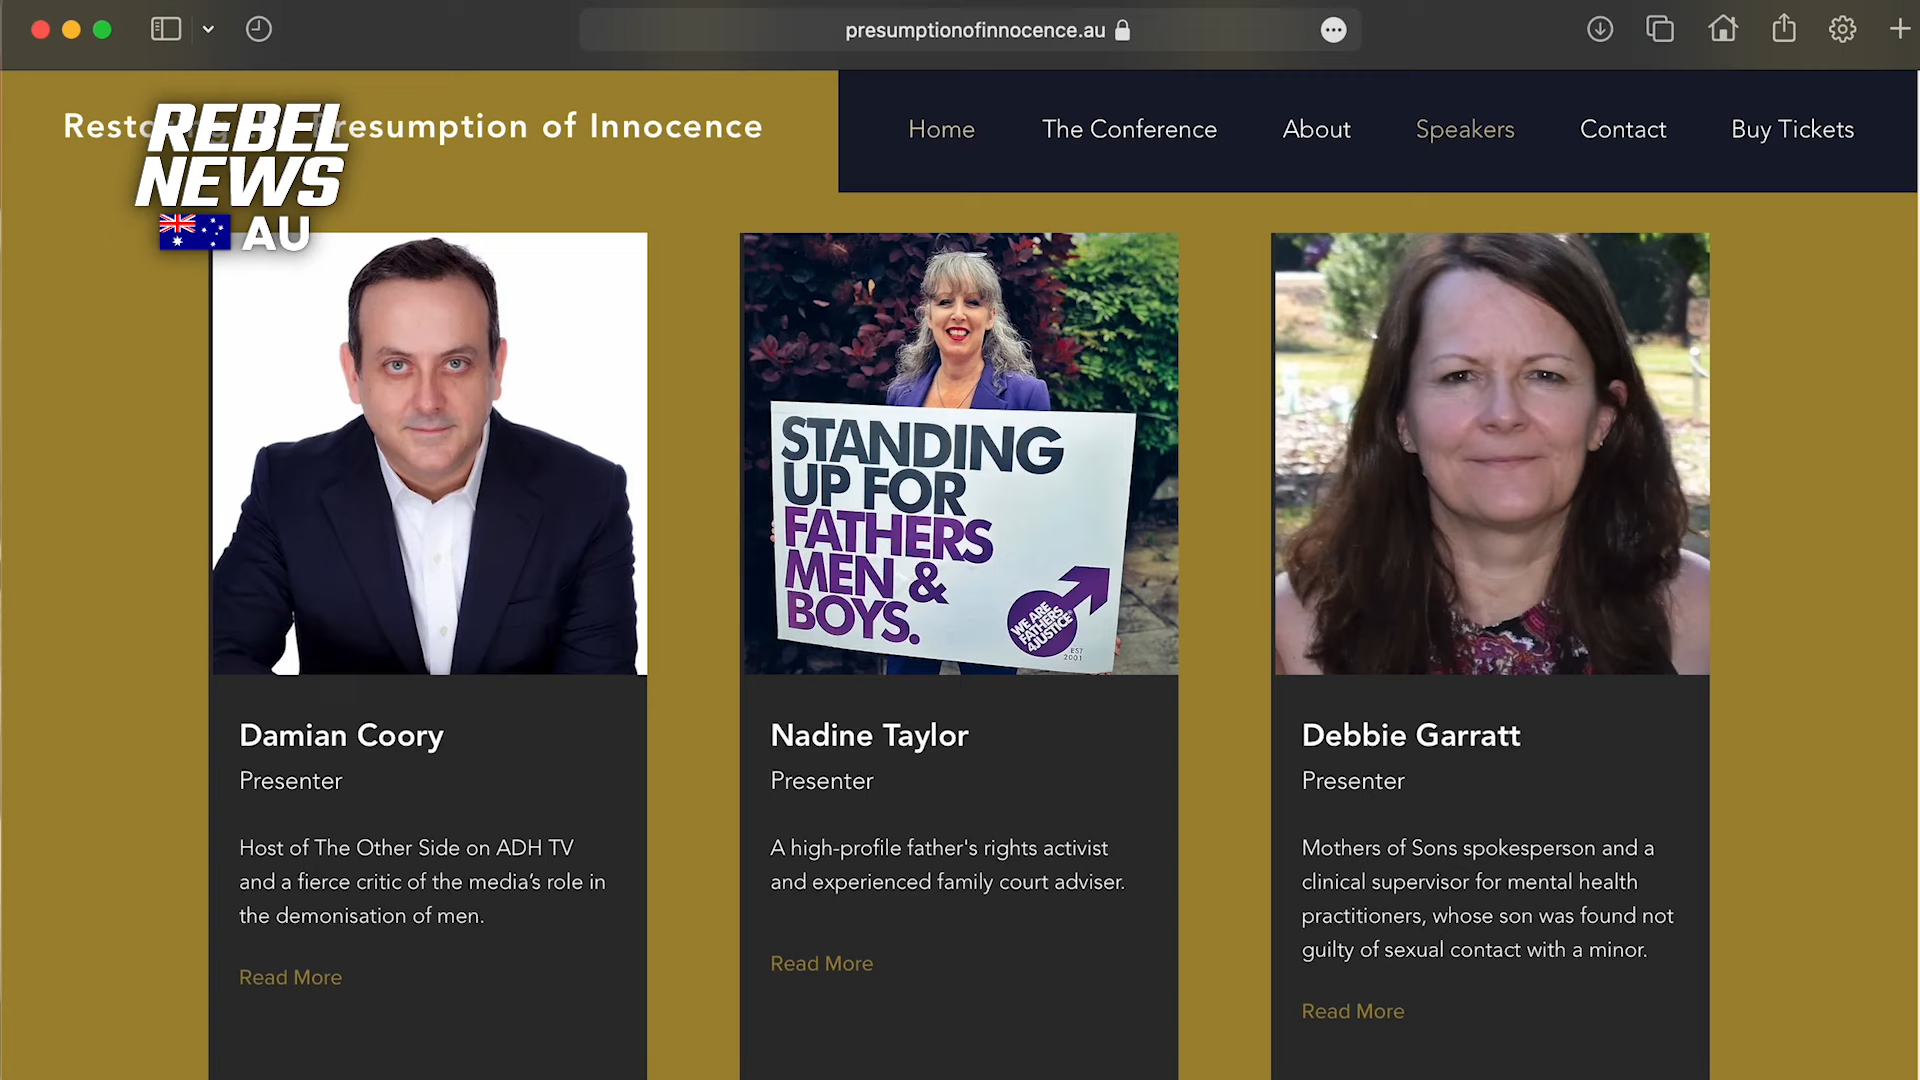 presumptionofinnocence.au
Resto Presumption of Innocence
REBEL
NEWS
AU
Home The Conference About Speakers Contact Buy Tickets
STANDING
UP FOR
FATHERS
MEN &
BOYS.
WE ARE
FATHERS
4JUSTICE
EST
2001
Damian Coory
Presenter
Host of The Other Side on ADH TV
and a fierce critic of the media’s role in
the demonisation of men.
Read More
Nadine Taylor
Presenter
A high-profile father's rights activist
and experienced family court adviser.
Read More
Debbie Garratt
Presenter
Mothers of Sons spokesperson and a
clinical supervisor for mental health
practitioners, whose son was found not
guilty of sexual contact with a minor.
Read More